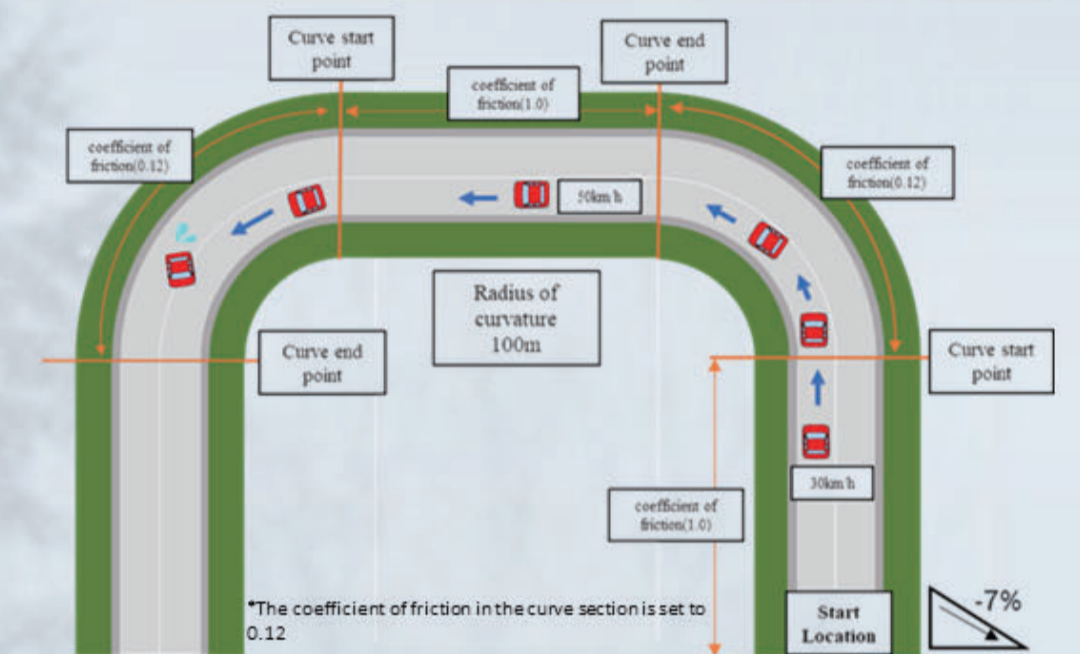 Curve start
point
Curve end
point
coefficient of
friction(1.0)
coefficient of
friction(0.12)
coefficient of
friction(0.12)
50km/h
Radius of
curvature
100m
Curve end
point
Curve start
point
30km/h
coefficient of
friction(1.0)
*The coefficient of friction in the curve section is set to
0.12
Start
Location
-7%